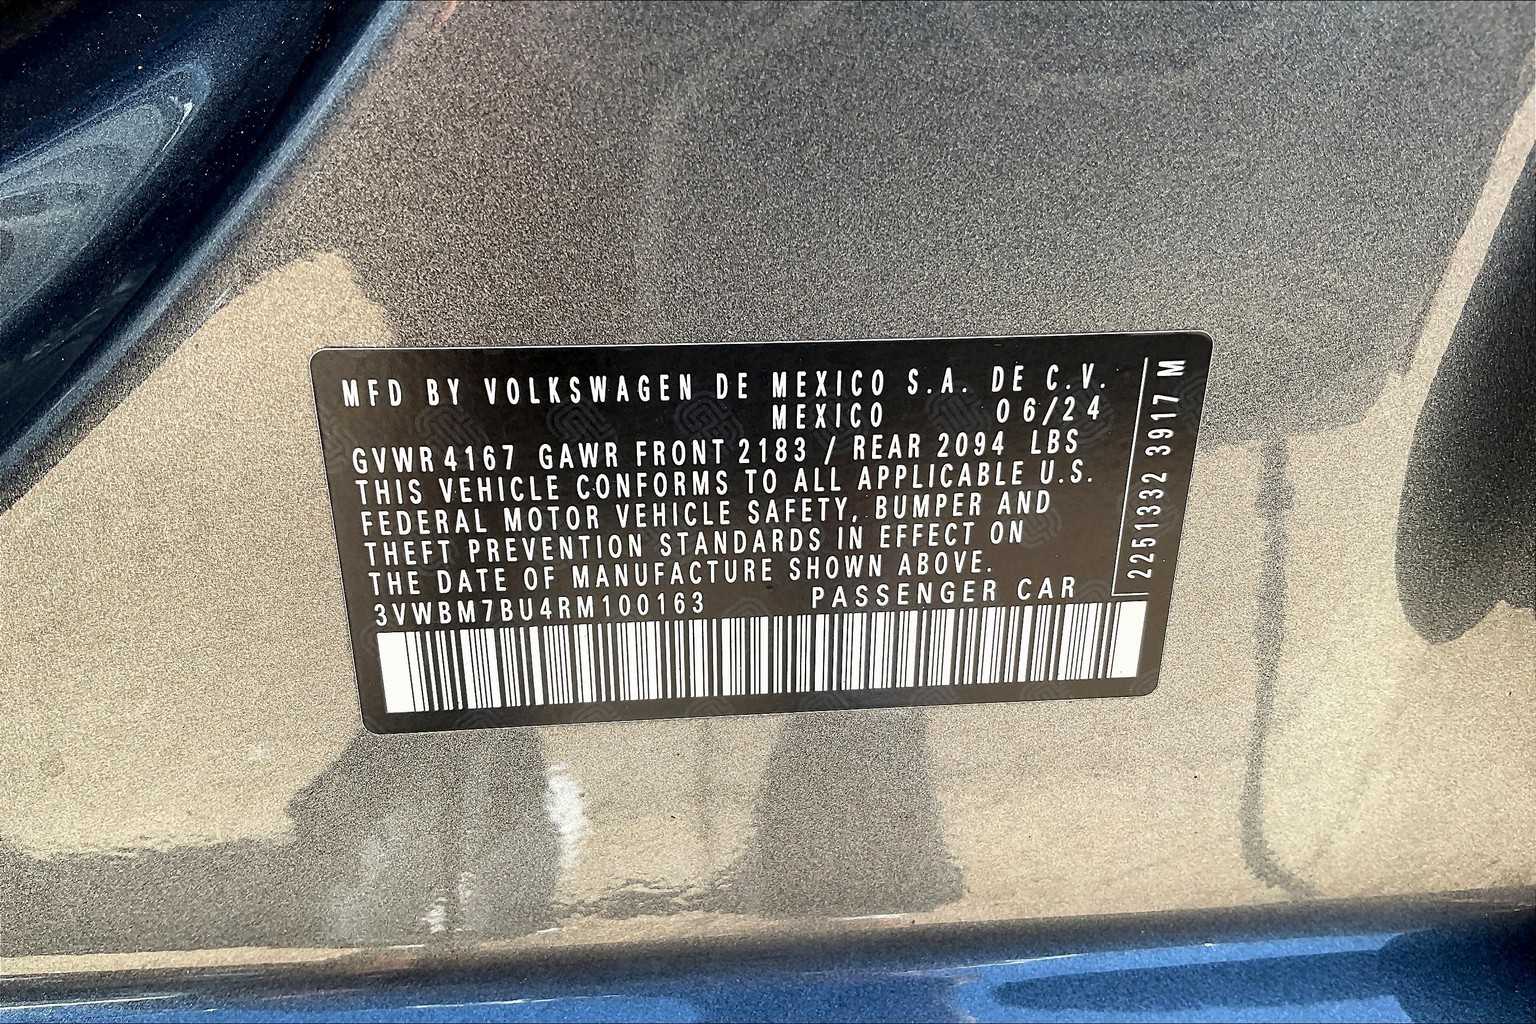 MFD BY VOLKSWAGEN DE MEXICO S.A. DE C.V.
MEXICO 06/24
GVWR 4167 GAWR FRONT 2183 / REAR 2094 LBS
THIS VEHICLE CONFORMS TO ALL APPLICABLE U.S.
FEDERAL MOTOR VEHICLE SAFETY, BUMPER AND
THEFT PREVENTION STANDARDS IN EFFECT ON
THE DATE OF MANUFACTURE SHOWN ABOVE.
3VWBM7BU4RM100163 PASSENGER CAR
2251332 3917 M